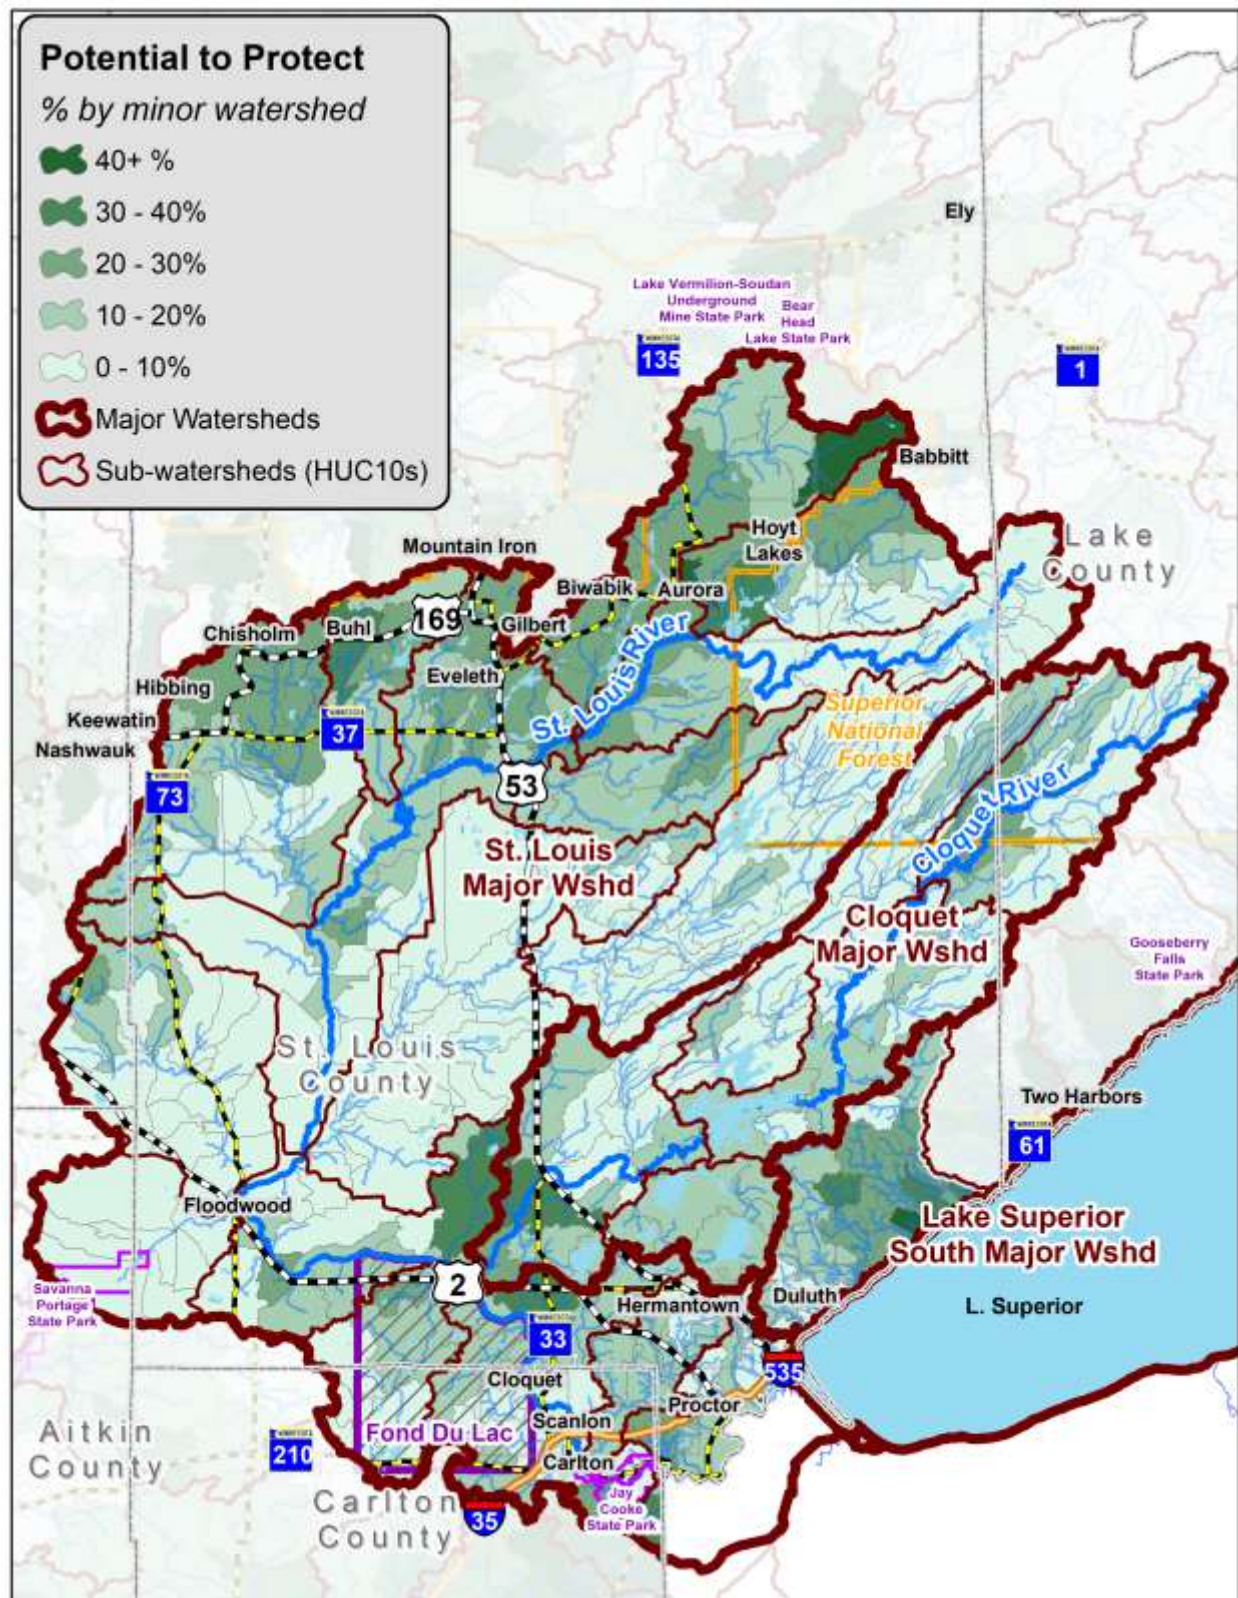 Potential to Protect
% by minor watershed
40+ %
30 - 40%
20 - 30%
10 - 20%
0 - 10%
Major Watersheds
Sub-watersheds (HUC10s)
Ely
Lake Vermilion-Soudan
Underground
Mine State Park
Bear
Head
Lake State Park
135
1
Babbitt
Hoyt
Lakes
Lake
County
Mountain Iron
Biwabik
Aurora
169
Gilbert
Buhl
Chisholm
Eveleth
St. Louis River
Hibbing
Keewatin
Nashwauk
37
53
73
Superior
National
Forest
Cloquet River
St. Louis
Major Wshd
Cloquet
Major Wshd
Gooseberry
Falls
State Park
St. Louis
County
Two Harbors
61
Floodwood
Lake Superior
South Major Wshd
Savanna
Portage
State Park
2
Hermantown
Duluth
L. Superior
33
535
Cloquet
Proctor
Scanlon
Fond Du Lac
Carlton
Aitkin
County
210
Carlton
County
35
Jay
Cooke
State Park